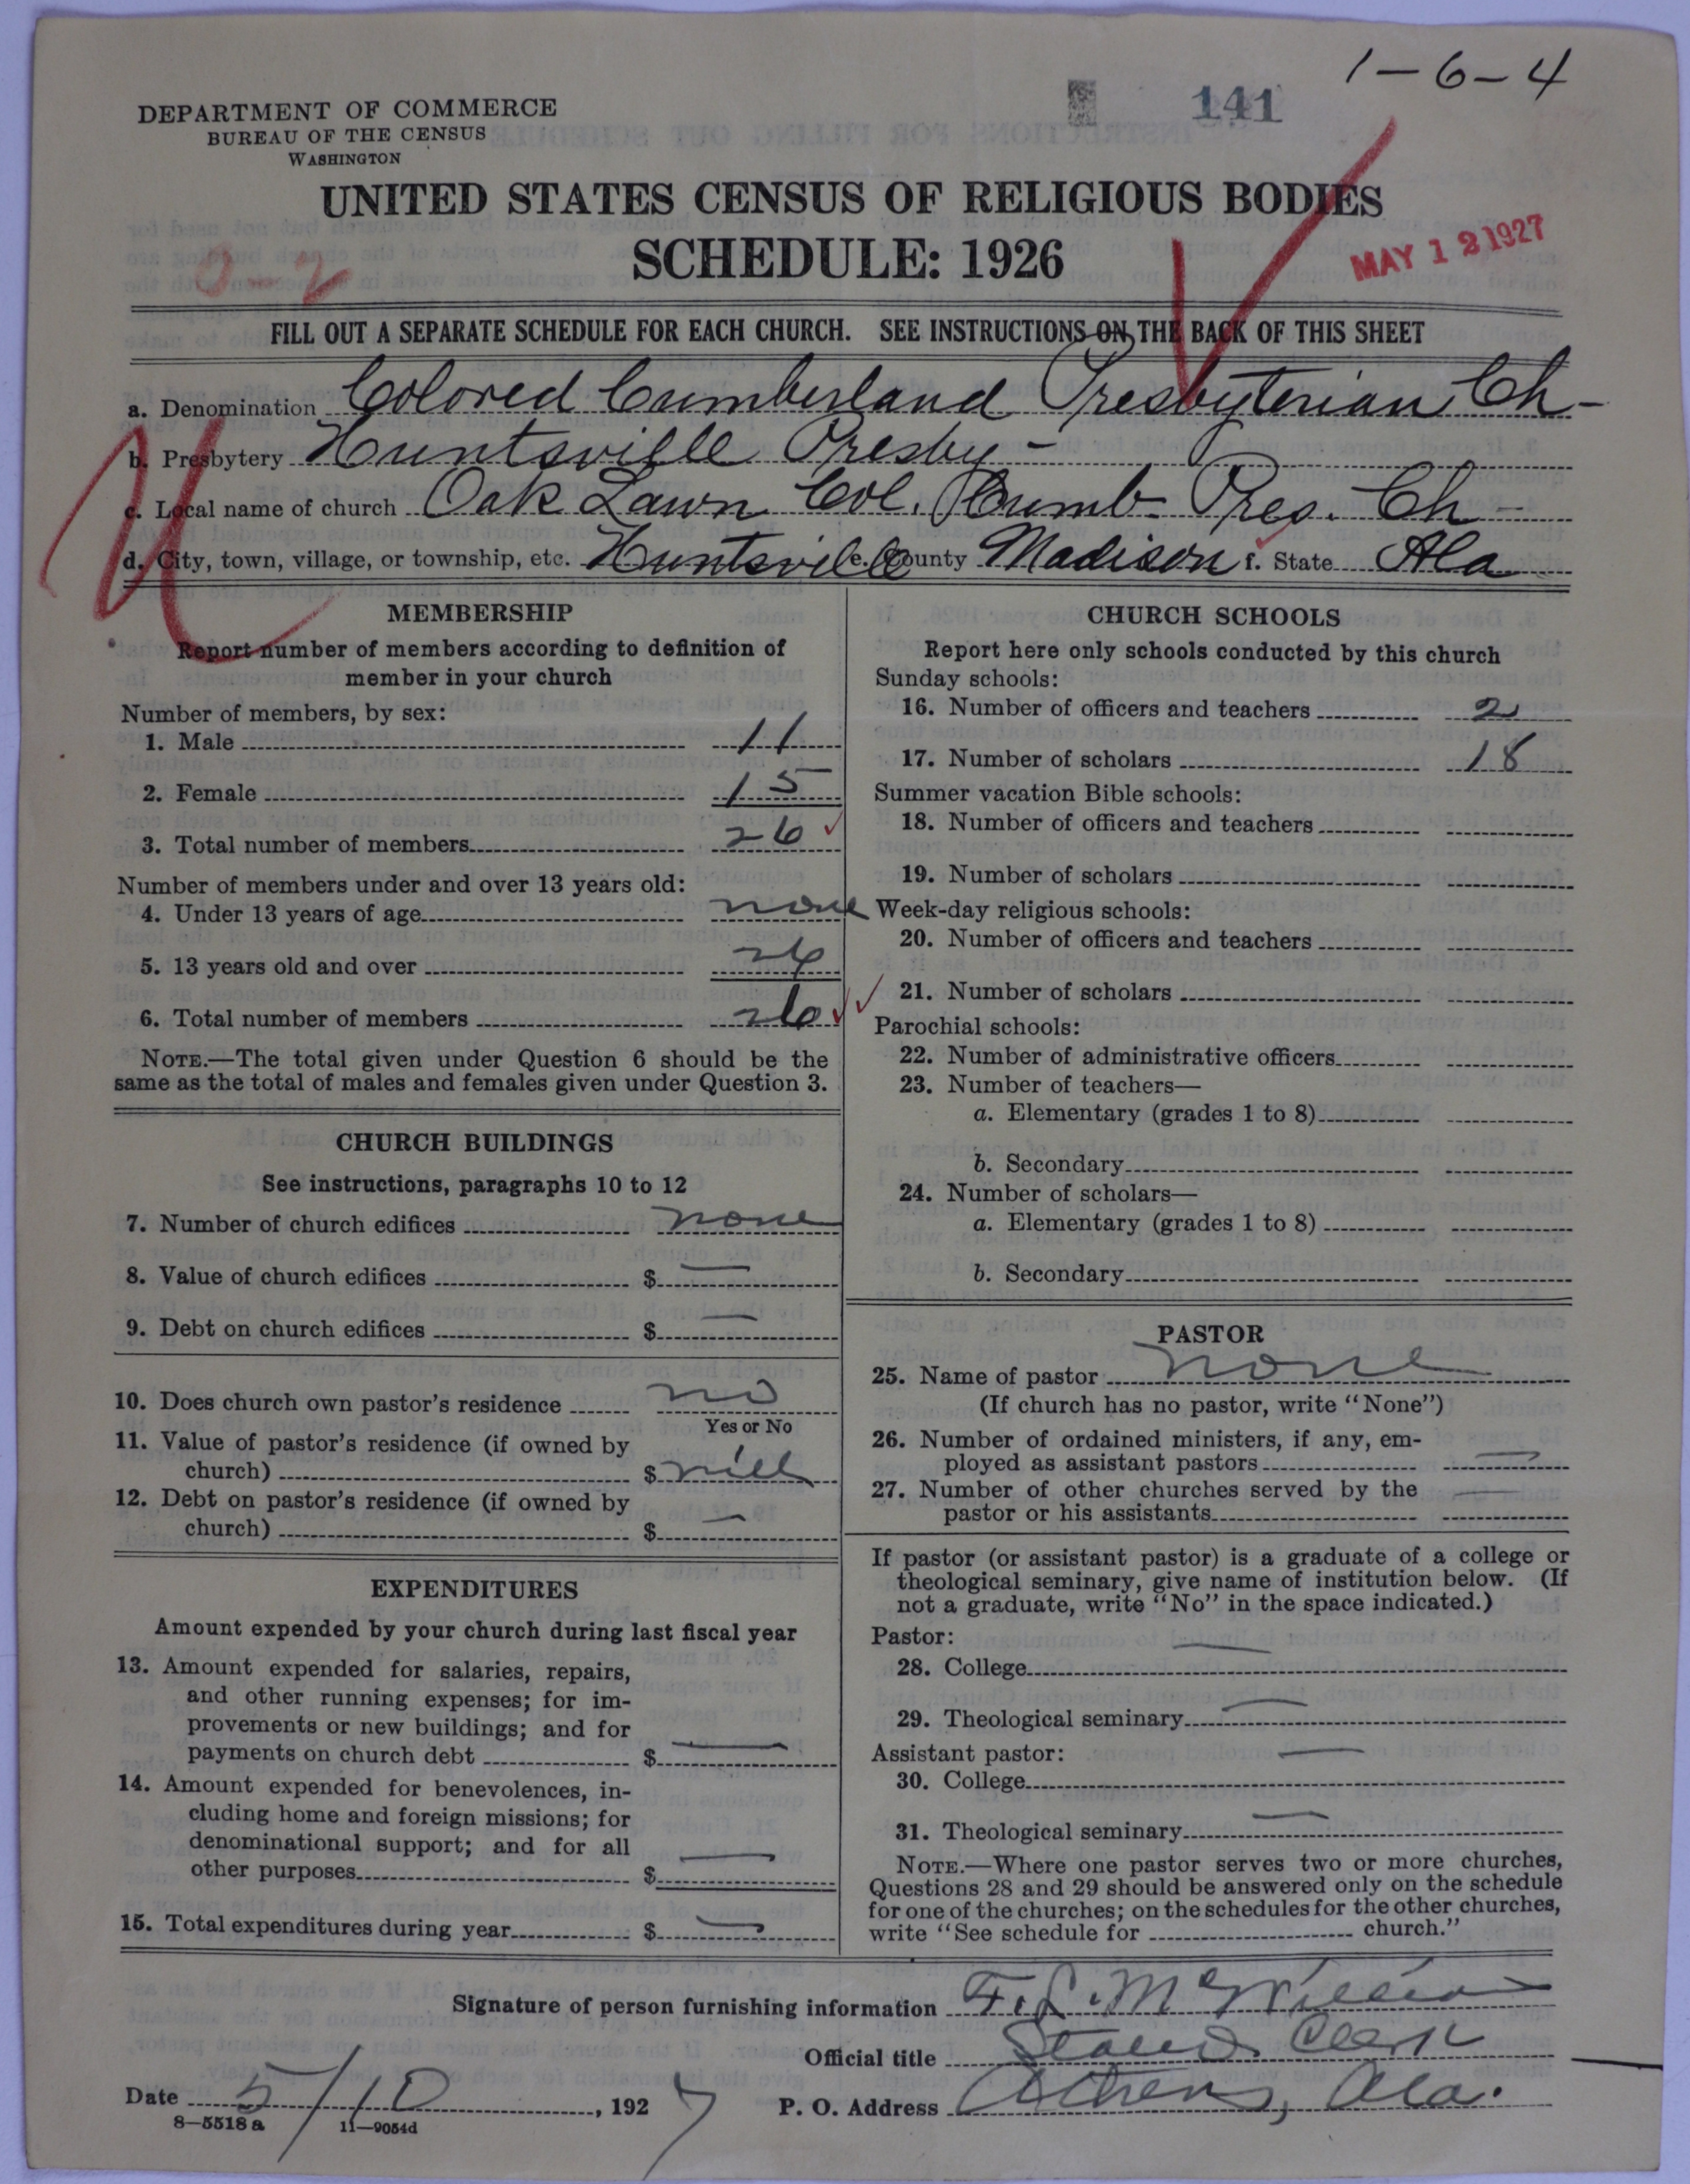 1-6-4
141
DEPARTMENT OF COMMERCE
BUREAU OF THE CENSUS
WASHINGTON
UNITED STATES CENSUS OF RELIGIOUS BODIES
SCHEDULE: 1926
MAY 12 1927
0-2
FILL OUT A SEPARATE SCHEDULE FOR EACH CHURCH. SEE INSTRUCTIONS ON THE BACK OF THIS SHEET
a. Denomination Colored Cumberland Presbyterian Ch-
b. Presbytery Huntsville Presby-
c. Local name of church Oak Lawn Col. Cumb- Pres. Ch-
d. City, town, village, or township, etc. Huntsville e. County Madison f. State Ala
MEMBERSHIP
Report number of members according to definition of
member in your church
Number of members, by sex:
1. Male 11
2. Female 15
3. Total number of members 26
Number of members under and over 13 years old:
4. Under 13 years of age none
5. 13 years old and over 26
6. Total number of members 26
NOTE.—The total given under Question 6 should be the
same as the total of males and females given under Question 3.
CHURCH BUILDINGS
See instructions, paragraphs 10 to 12
7. Number of church edifices none
8. Value of church edifices $ —
9. Debt on church edifices $ —
10. Does church own pastor's residence no
Yes or No
11. Value of pastor's residence (if owned by
church) $ nill
12. Debt on pastor's residence (if owned by
church) $ —
EXPENDITURES
Amount expended by your church during last fiscal year
13. Amount expended for salaries, repairs,
and other running expenses; for im-
provements or new buildings; and for
payments on church debt $ —
14. Amount expended for benevolences, in-
cluding home and foreign missions; for
denominational support; and for all
other purposes $ —
15. Total expenditures during year $ —
CHURCH SCHOOLS
Report here only schools conducted by this church
Sunday schools:
16. Number of officers and teachers 2
17. Number of scholars 18
Summer vacation Bible schools:
18. Number of officers and teachers
19. Number of scholars
Week-day religious schools:
20. Number of officers and teachers
21. Number of scholars
Parochial schools:
22. Number of administrative officers
23. Number of teachers—
a. Elementary (grades 1 to 8)
b. Secondary
24. Number of scholars—
a. Elementary (grades 1 to 8)
b. Secondary
PASTOR
25. Name of pastor none
(If church has no pastor, write "None")
26. Number of ordained ministers, if any, em-
ployed as assistant pastors —
27. Number of other churches served by the
pastor or his assistants —
If pastor (or assistant pastor) is a graduate of a college or
theological seminary, give name of institution below. (If
not a graduate, write "No" in the space indicated.)
Pastor:
28. College —
29. Theological seminary —
Assistant pastor:
30. College —
31. Theological seminary —
NOTE.—Where one pastor serves two or more churches,
Questions 28 and 29 should be answered only on the schedule
for one of the churches; on the schedules for the other churches,
write "See schedule for church."
Signature of person furnishing information F. L. McWilliams
Official title Stated Clerk
Date 5/10, 1927 P. O. Address Athens, Ala.
8—5518 a 11—9054d